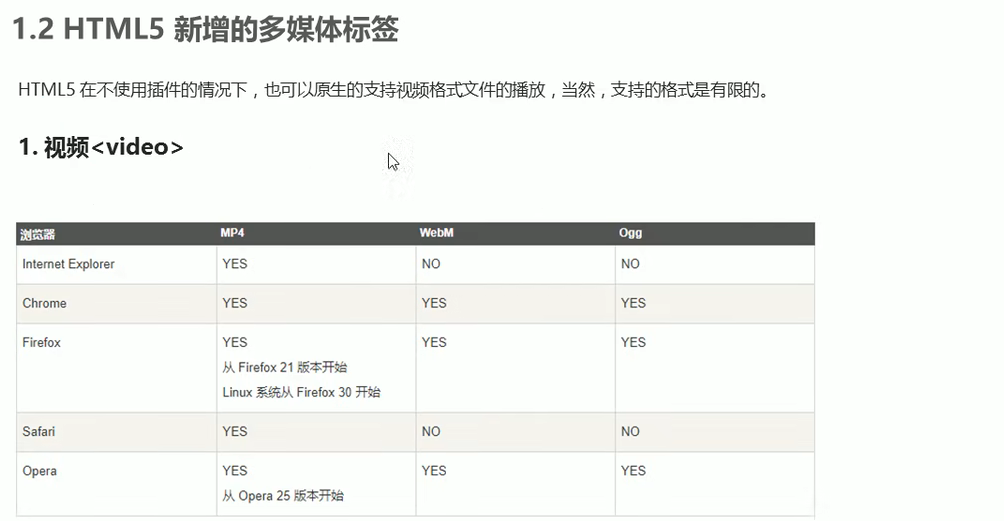 1.2 HTML5 新增的多媒体标签
HTML5 在不使用插件的情况下，也可以原生的支持视频格式文件的播放，当然，支持的格式是有限的。
1. 视频<video>
浏览器 MP4 WebM Ogg
Internet Explorer YES NO NO
Chrome YES YES YES
Firefox YES YES YES
从 Firefox 21 版本开始
Linux 系统从 Firefox 30 开始
Safari YES NO NO
Opera YES YES YES
从 Opera 25 版本开始